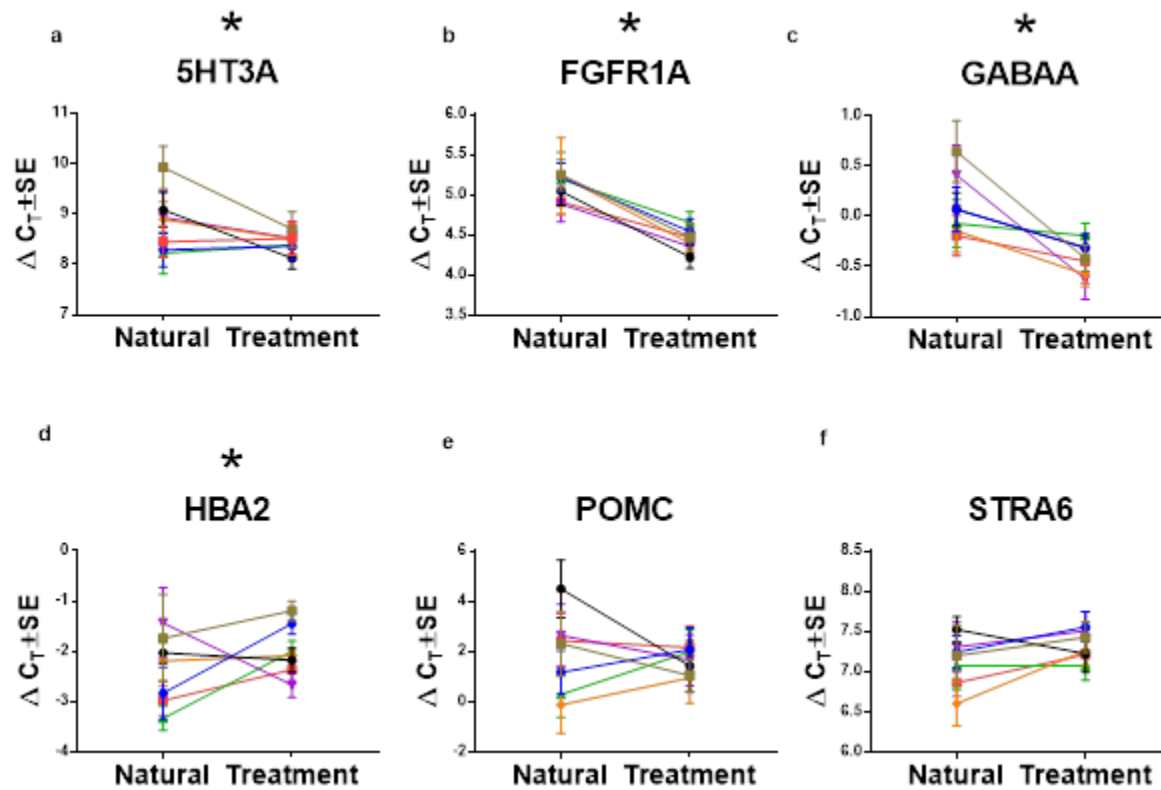 a
*
5HT3A
11
10
9
8
7
Δ CT ±SE
Natural Treatment
b
*
FGFR1A
6.0
5.5
5.0
4.5
4.0
3.5
Δ CT ±SE
Natural Treatment
c
*
GABAA
1.0
0.5
0.0
-0.5
-1.0
Δ CT ±SE
Natural Treatment
d
*
HBA2
0
-1
-2
-3
-4
Δ CT ±SE
Natural Treatment
e
POMC
6
4
2
0
-2
Δ CT ±SE
Natural Treatment
f
STRA6
8.5
8.0
7.5
7.0
6.5
6.0
Δ CT ±SE
Natural Treatment